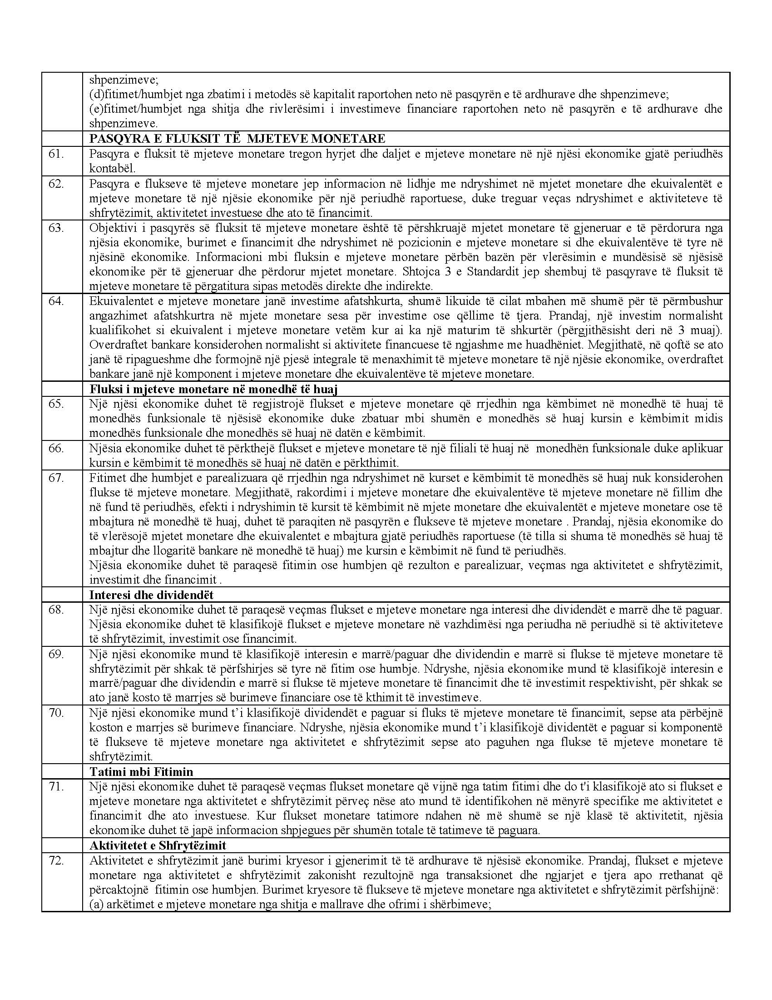 shpenzimeve;
(d)fitimet/humbjet nga zbatimi i metodës së kapitalit raportohen neto në pasqyrën e të ardhurave dhe shpenzimeve;
(e)fitimet/humbjet nga shitja dhe rivlerësimi i investimeve financiare raportohen neto në pasqyrën e të ardhurave dhe
shpenzimeve.
PASQYRA E FLUKSIT TË MJETEVE MONETARE
61. Pasqyra e fluksit të mjeteve monetare tregon hyrjet dhe daljet e mjeteve monetare në një njësi ekonomike gjatë periudhës
kontabël.
62. Pasqyra e flukseve të mjeteve monetare jep informacion në lidhje me ndryshimet në mjetet monetare dhe ekuivalentët e
mjeteve monetare të një njësie ekonomike për një periudhë raportuese, duke treguar veças ndryshimet e aktiviteteve të
shfrytëzimit, aktivitetet investuese dhe ato të financimit.
63. Objektivi i pasqyrës së fluksit të mjeteve monetare është të përshkruajë mjetet monetare të gjeneruar e të përdorura nga
njësia ekonomike, burimet e financimit dhe ndryshimet në pozicionin e mjeteve monetare si dhe ekuivalentëve të tyre në
njësinë ekonomike. Informacioni mbi fluksin e mjeteve monetare përbën bazën për vlerësimin e mundësisë së njësisë
ekonomike për të gjeneruar dhe përdorur mjetet monetare. Shtojca 3 e Standardit jep shembuj të pasqyrave të fluksit të
mjeteve monetare të përgatitura sipas metodës direkte dhe indirekte.
64. Ekuivalentet e mjeteve monetare janë investime afatshkurta, shumë likuide të cilat mbahen më shumë për të përmbushur
angazhimet afatshkurtra në mjete monetare sesa për investime ose qëllime të tjera. Prandaj, një investim normalisht
kualifikohet si ekuivalent i mjeteve monetare vetëm kur ai ka një maturim të shkurtër (përgjithësisht deri në 3 muaj).
Overdraftet bankare konsiderohen normalisht si aktivitete financuese të ngjashme me huadhëniet. Megjithatë, në qoftë se ato
janë të ripagueshme dhe formojnë një pjesë integrale të menaxhimit të mjeteve monetare të një njësie ekonomike, overdraftet
bankare janë një komponent i mjeteve monetare dhe ekuivalentëve të mjeteve monetare.
Fluksi i mjeteve monetare në monedhë të huaj
65. Një njësi ekonomike duhet të regjistrojë flukset e mjeteve monetare që rrjedhin nga këmbimet në monedhë të huaj të
monedhës funksionale të njësisë ekonomike duke zbatuar mbi shumën e monedhës së huaj kursin e këmbimit midis
monedhës funksionale dhe monedhës së huaj në datën e këmbimit.
66. Njësia ekonomike duhet të përkthejë flukset e mjeteve monetare të një filiali të huaj në monedhën funksionale duke aplikuar
kursin e këmbimit të monedhës së huaj në datën e përkthimit.
67. Fitimet dhe humbjet e parealizuara që rrjedhin nga ndryshimet në kurset e këmbimit të monedhës së huaj nuk konsiderohen
flukse të mjeteve monetare. Megjithatë, rakordimi i mjeteve monetare dhe ekuivalentëve të mjeteve monetare në fillim dhe
në fund të periudhës, efekti i ndryshimin të kursit të këmbimit në mjete monetare dhe ekuivalentët e mjeteve monetare ose të
mbajtura në monedhë të huaj, duhet të paraqiten në pasqyrën e flukseve të mjeteve monetare . Prandaj, njësia ekonomike do
të vlerësojë mjetet monetare dhe ekuivalentet e mbajtura gjatë periudhës raportuese (të tilla si shuma të monedhës së huaj të
mbajtur dhe llogaritë bankare në monedhë të huaj) me kursin e këmbimit në fund të periudhës.
Njësia ekonomike duhet të paraqesë fitimin ose humbjen që rezulton e parealizuar, veçmas nga aktivitetet e shfrytëzimit,
investimit dhe financimit .
Interesi dhe dividendët
68. Një njësi ekonomike duhet të paraqesë veçmas flukset e mjeteve monetare nga interesi dhe dividendët e marrë dhe të paguar.
Njësia ekonomike duhet të klasifikojë flukset e mjeteve monetare në vazhdimësi nga periudha në periudhë si të aktiviteteve
të shfrytëzimit, investimit ose financimit.
69. Një njësi ekonomike mund të klasifikojë interesin e marrë/paguar dhe dividendin e marrë si flukse të mjeteve monetare të
shfrytëzimit për shkak të përfshirjes së tyre në fitim ose humbje. Ndryshe, njësia ekonomike mund të klasifikojë interesin e
marrë/paguar dhe dividendin e marrë si flukse të mjeteve monetare të financimit dhe të investimit respektivisht, për shkak se
ato janë kosto të marrjes së burimeve financiare ose të kthimit të investimeve.
70. Një njësi ekonomike mund t’i klasifikojë dividendët e paguar si fluks të mjeteve monetare të financimit, sepse ata përbëjnë
koston e marrjes së burimeve financiare. Ndryshe, njësia ekonomike mund t’i klasifikojë dividentët e paguar si komponentë
të flukseve të mjeteve monetare nga aktivitetet e shfrytëzimit sepse ato paguhen nga flukse të mjeteve monetare të
shfrytëzimit.
Tatimi mbi Fitimin
71. Një njësi ekonomike duhet të paraqesë veçmas flukset monetare që vijnë nga tatim fitimi dhe do t'i klasifikojë ato si flukset e
mjeteve monetare nga aktivitetet e shfrytëzimit përveç nëse ato mund të identifikohen në mënyrë specifike me aktivitetet e
financimit dhe ato investuese. Kur flukset monetare tatimore ndahen në më shumë se një klasë të aktivitetit, njësia
ekonomike duhet të japë informacion shpjegues për shumën totale të tatimeve të paguara.
Aktivitetet e Shfrytëzimit
72. Aktivitetet e shfrytëzimit janë burimi kryesor i gjenerimit të të ardhurave të njësisë ekonomike. Prandaj, flukset e mjeteve
monetare nga aktivitetet e shfrytëzimit zakonisht rezultojnë nga transaksionet dhe ngjarjet e tjera apo rrethanat që
përcaktojnë fitimin ose humbjen. Burimet kryesore të flukseve të mjeteve monetare nga aktivitetet e shfrytëzimit përfshijnë:
(a) arkëtimet e mjeteve monetare nga shitja e mallrave dhe ofrimi i shërbimeve;